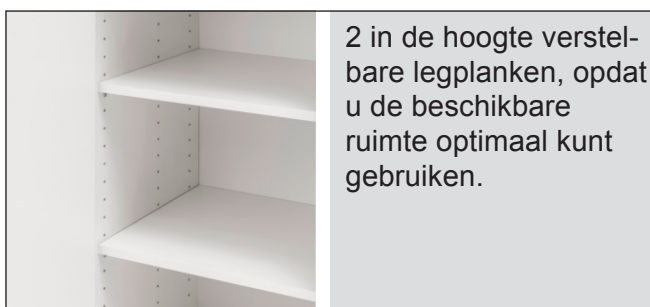 2 in de hoogte verstel-
bare legplanken, opdat
u de beschikbare
ruimte optimaal kunt
gebruiken.